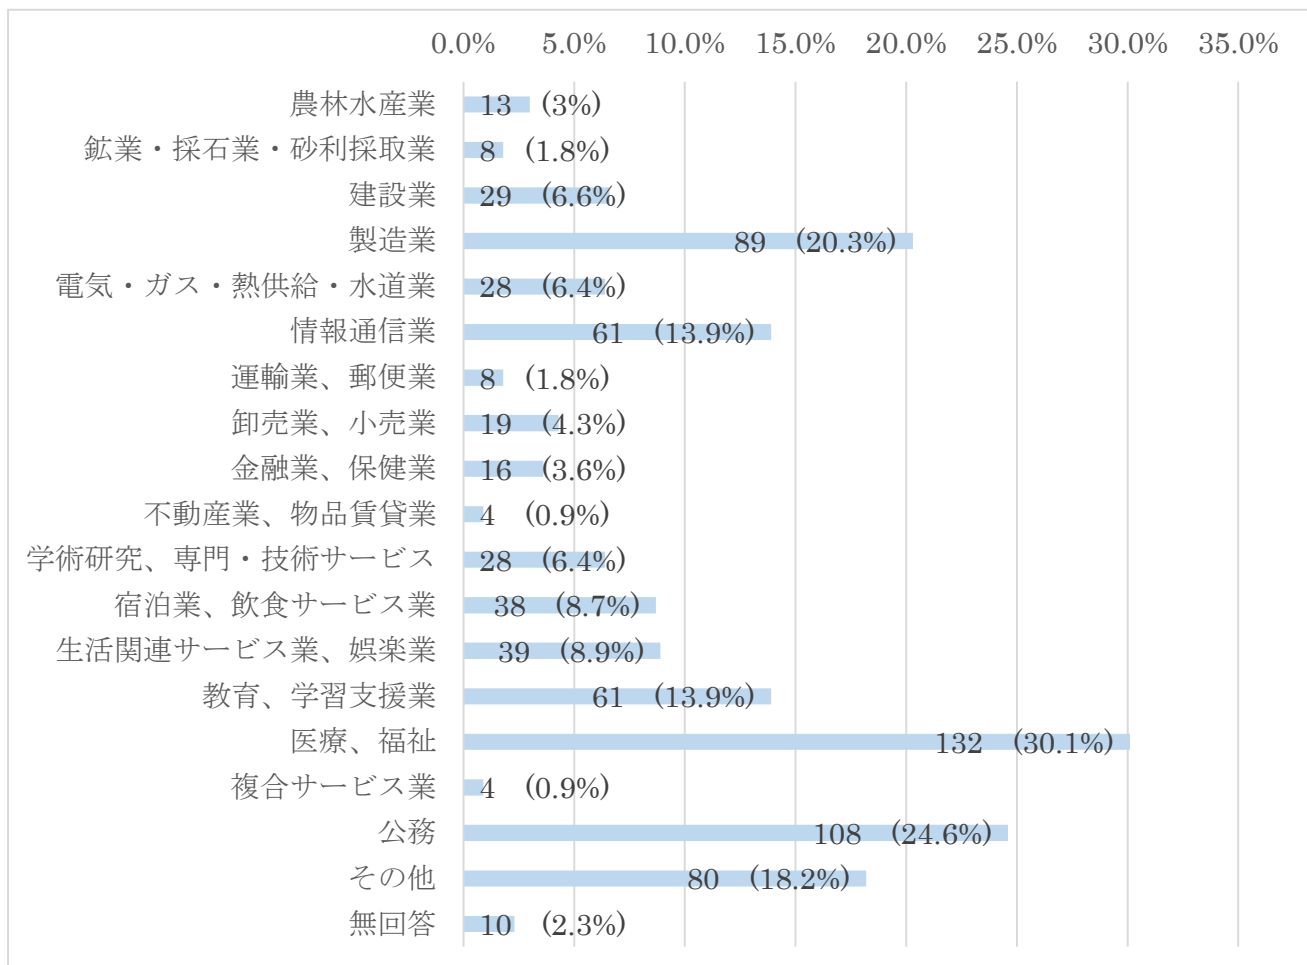 0.0% 5.0% 10.0% 15.0% 20.0% 25.0% 30.0% 35.0%
農林水産業 13 (3%)
鉱業・採石業・砂利採取業 8 (1.8%)
建設業 29 (6.6%)
製造業 89 (20.3%)
電気・ガス・熱供給・水道業 28 (6.4%)
情報通信業 61 (13.9%)
運輸業、郵便業 8 (1.8%)
卸売業、小売業 19 (4.3%)
金融業、保健業 16 (3.6%)
不動産業、物品賃貸業 4 (0.9%)
学術研究、専門・技術サービス 28 (6.4%)
宿泊業、飲食サービス業 38 (8.7%)
生活関連サービス業、娯楽業 39 (8.9%)
教育、学習支援業 61 (13.9%)
医療、福祉 132 (30.1%)
複合サービス業 4 (0.9%)
公務 108 (24.6%)
その他 80 (18.2%)
無回答 10 (2.3%)